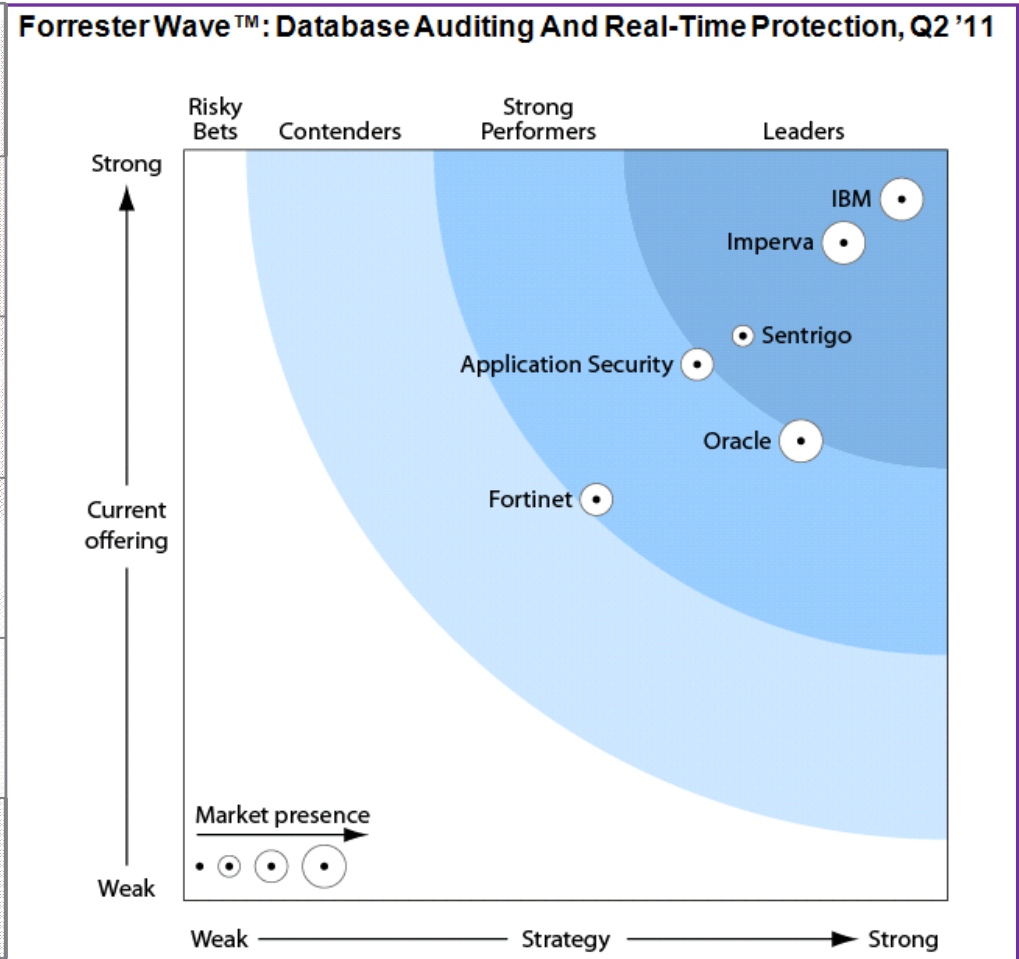 Forrester Wave™: Database Auditing And Real-Time Protection, Q2 ’11
Risky
Bets
Contenders
Strong
Performers
Leaders
Strong
IBM
Imperva
Sentrigo
Application Security
Oracle
Fortinet
Current
offering
Market presence
Weak
Weak
Strategy
Strong